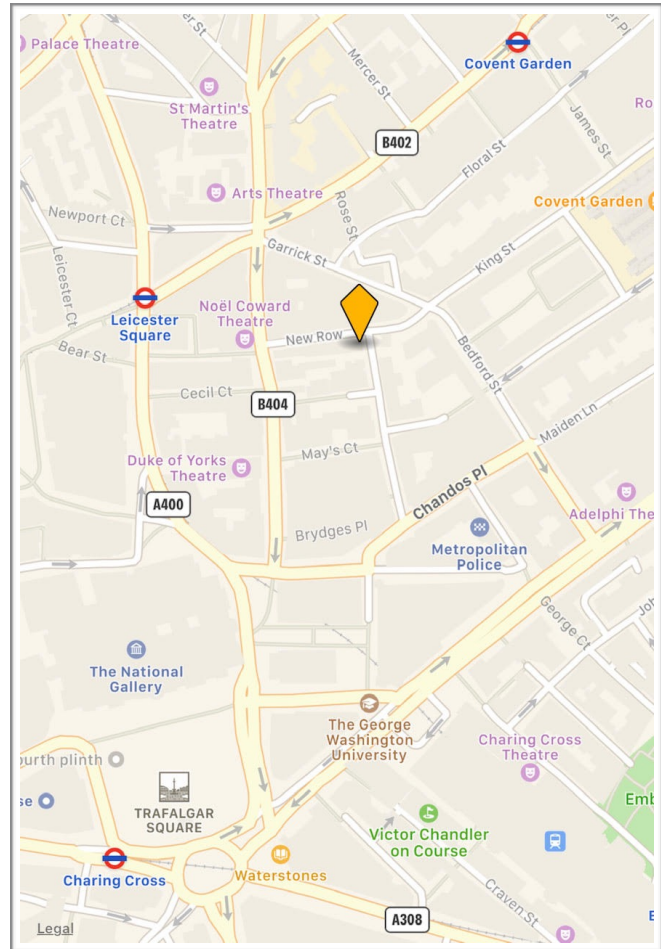 Palace Theatre
Covent Garden
Mercer St
St Martin's
Theatre
B402
James St
Ro
Floral St
Arts Theatre
Rose St
Covent Garden
Newport Ct
Leicester Ct
Garrick St
King St
Leicester
Square
Noël Coward
Theatre
New Row
Bear St
Bedford St
Cecil Ct
B404
Maiden Ln
May's Ct
Duke of Yorks
Theatre
Chandos Pl
A400
Adelphi The
Brydges Pl
Metropolitan
Police
George Ct
Joh
The National
Gallery
The George
Washington
University
Charing Cross
Theatre
ourth plinth
se
TRAFALGAR
SQUARE
Emb
Victor Chandler
on Course
Charing Cross
Waterstones
Craven St
A308
Legal
E